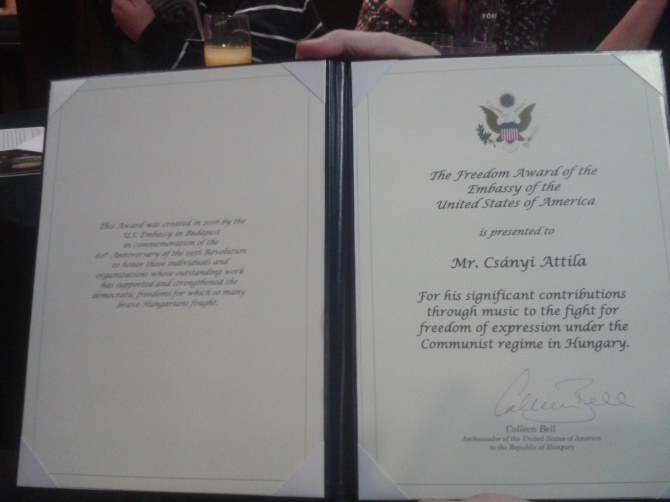 This Award was created in 2016 by the
U.S. Embassy in Budapest
in commemoration of the
60th Anniversary of the 1956 Revolution
to honor those individuals and
organizations whose outstanding work
has supported and strengthened the
democratic freedoms for which so many
brave Hungarians fought.
The Freedom Award of the
Embassy of the
United States of America
is presented to
Mr. Csányi Attila
For his significant contributions
through music to the fight for
freedom of expression under the
Communist regime in Hungary.
Colleen Bell
Colleen Bell
Ambassador of the United States of America
to the Republic of Hungary